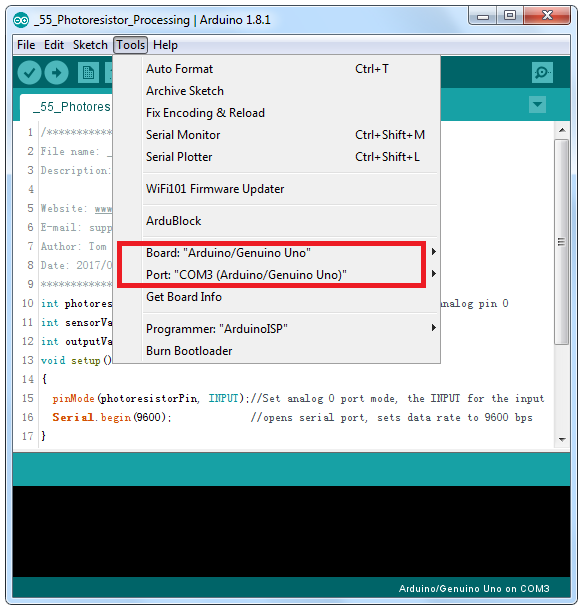 _55_Photoresistor_Processing | Arduino 1.8.1
File Edit Sketch Tools Help
_55_Photores
Auto Format Ctrl+T
Archive Sketch
Fix Encoding & Reload
Serial Monitor Ctrl+Shift+M
Serial Plotter Ctrl+Shift+L
WiFi101 Firmware Updater
ArduBlock
Board: "Arduino/Genuino Uno"
Port: "COM3 (Arduino/Genuino Uno)"
Get Board Info
Programmer: "ArduinoISP"
Burn Bootloader
1 /************
2 File name: _
3 Description:
4
5 Website: www
6 E-mail: supp
7 Author: Tom
8 Date: 2017/0
9 *************
10 int photores analog pin 0
11 int sensorVa
12 int outputVa
13 void setup()
14 {
15 pinMode(photoresistorPin, INPUT);//Set analog 0 port mode, the INPUT for the input
16 Serial.begin(9600); //opens serial port, sets data rate to 9600 bps
17 }
Arduino/Genuino Uno on COM3